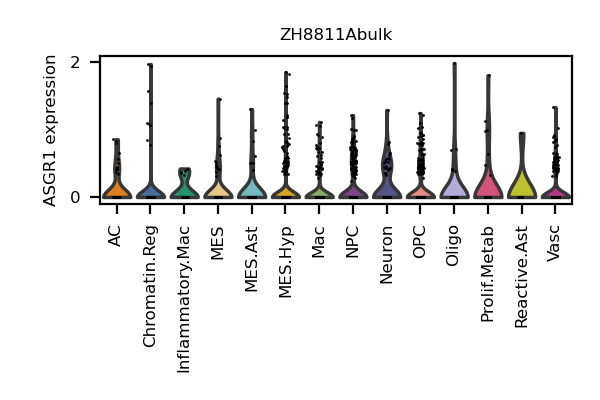 ZH8811Abulk
ASGR1 expression
2
0
AC
Chromatin.Reg
Inflammatory.Mac
MES
MES.Ast
MES.Hyp
Mac
NPC
Neuron
OPC
Oligo
Prolif.Metab
Reactive.Ast
Vasc